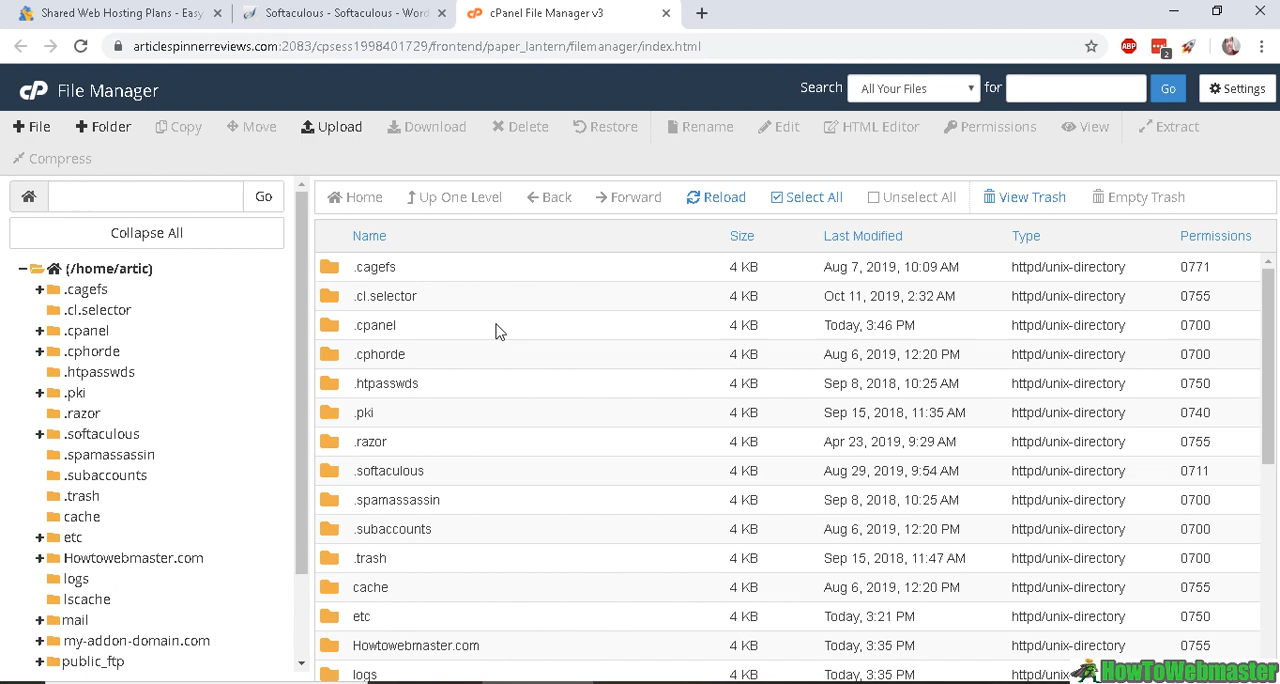 Shared Web Hosting Plans - Easy
Softaculous - Softaculous - Word
cPanel File Manager v3
articlespinnerreviews.com:2083/cpsess1998401729/frontend/paper_lantern/filemanager/index.html
ABP
2
cP File Manager
Search All Your Files for Go Settings
File Folder Copy Move Upload Download Delete Restore Rename Edit HTML Editor Permissions View Extract
Compress
Go
Collapse All
(/home/artic)
.cagefs
.cl.selector
.cpanel
.cphorde
.htpasswds
.pki
.razor
.softaculous
.spamassassin
.subaccounts
.trash
cache
etc
Howtowebmaster.com
logs
lscache
mail
my-addon-domain.com
public_ftp
Home Up One Level Back Forward Reload Select All Unselect All View Trash Empty Trash
Name Size Last Modified Type Permissions
.cagefs 4 KB Aug 7, 2019, 10:09 AM httpd/unix-directory 0771
.cl.selector 4 KB Oct 11, 2019, 2:32 AM httpd/unix-directory 0755
.cpanel 4 KB Today, 3:46 PM httpd/unix-directory 0700
.cphorde 4 KB Aug 6, 2019, 12:20 PM httpd/unix-directory 0700
.htpasswds 4 KB Sep 8, 2018, 10:25 AM httpd/unix-directory 0750
.pki 4 KB Sep 15, 2018, 11:35 AM httpd/unix-directory 0740
.razor 4 KB Apr 23, 2019, 9:29 AM httpd/unix-directory 0755
.softaculous 4 KB Aug 29, 2019, 9:54 AM httpd/unix-directory 0711
.spamassassin 4 KB Sep 8, 2018, 10:25 AM httpd/unix-directory 0700
.subaccounts 4 KB Aug 6, 2019, 12:20 PM httpd/unix-directory 0700
.trash 4 KB Sep 15, 2018, 11:47 AM httpd/unix-directory 0700
cache 4 KB Aug 6, 2019, 12:20 PM httpd/unix-directory 0755
etc 4 KB Today, 3:21 PM httpd/unix-directory 0750
Howtowebmaster.com 4 KB Today, 3:35 PM httpd/unix-directory 0755
logs 4 KB Today, 3:35 PM
HowToWebmaster